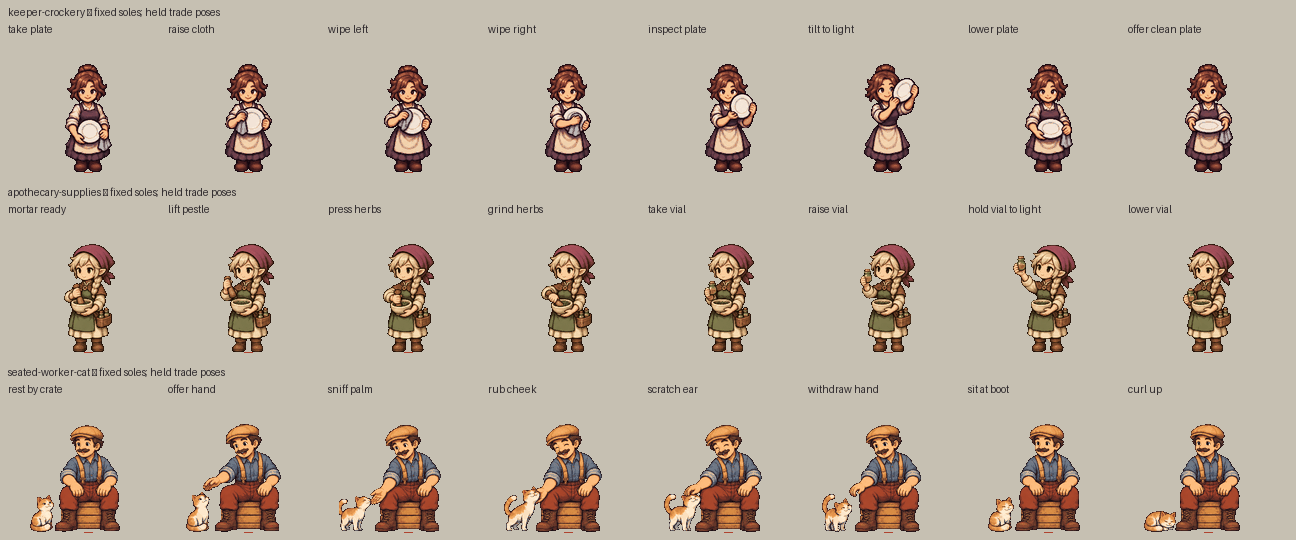 keeper-crockery ▯ fixed soles; held trade poses
take plate raise cloth wipe left wipe right inspect plate tilt to light lower plate offer clean plate
apothecary-supplies ▯ fixed soles; held trade poses
mortar ready lift pestle press herbs grind herbs take vial raise vial hold vial to light lower vial
seated-worker-cat ▯ fixed soles; held trade poses
rest by crate offer hand sniff palm rub cheek scratch ear withdraw hand sit at boot curl up